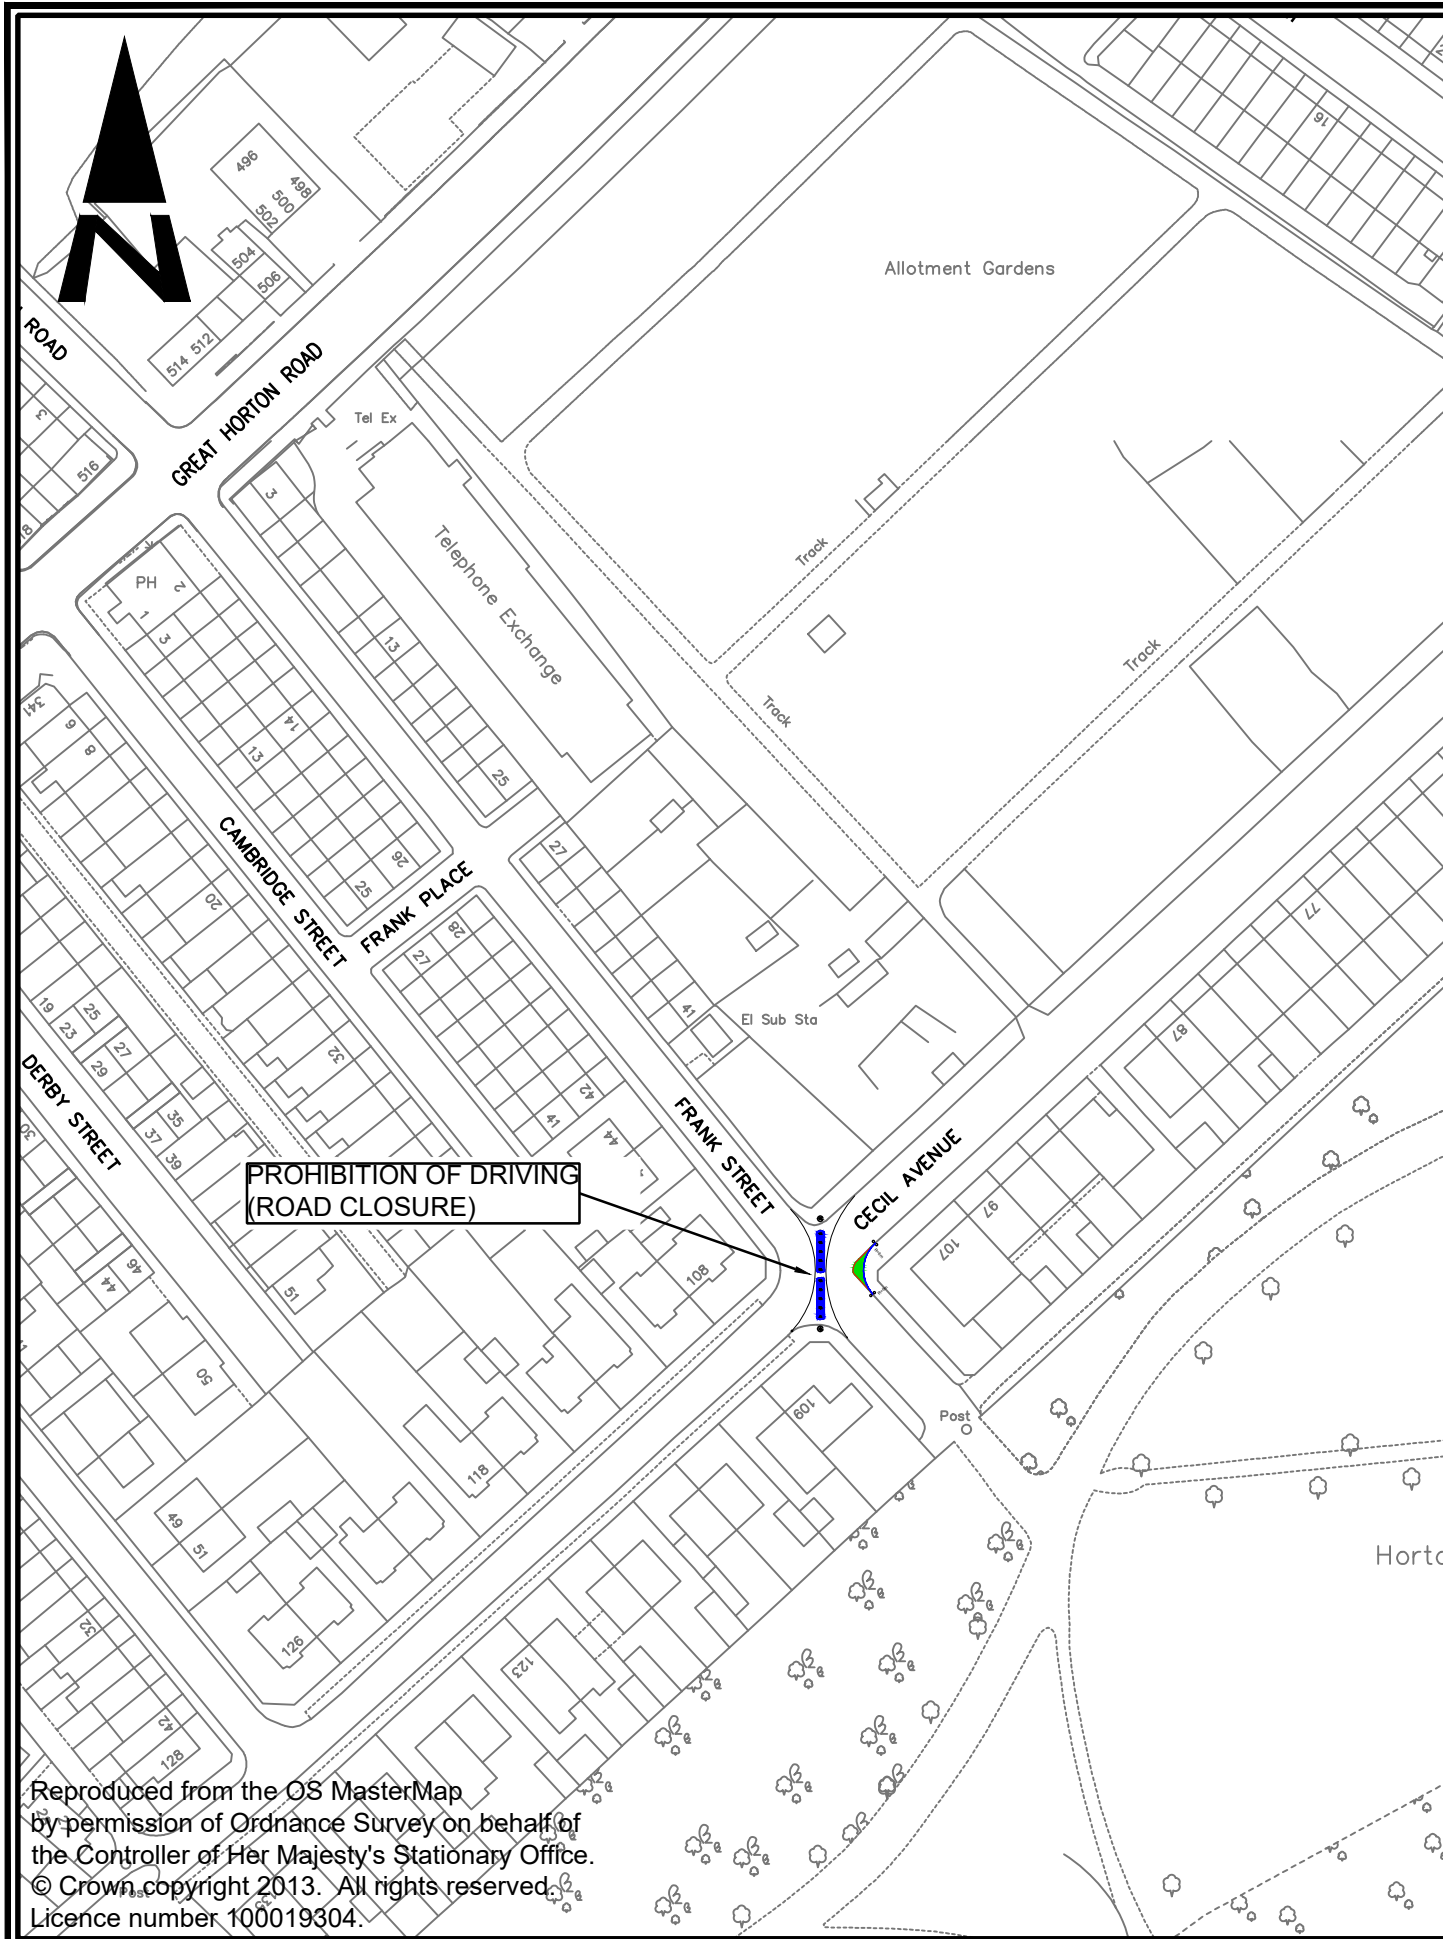 N
496
498
500
502
504
506
512
514
ROAD
GREAT HORTON ROAD
Allotment Gardens
16
3
516
Tel Ex
3
Telephone Exchange
Track
PH
2
1
3
13
Track
Track
341
6
8
14
13
25
77
CAMBRIDGE STREET
26
25
FRANK PLACE
27
20
28
27
19
23
25
27
29
32
41
El Sub Sta
87
DERBY STREET
30
35
37
39
42
41
44
FRANK STREET
CECIL AVENUE
PROHIBITION OF DRIVING
(ROAD CLOSURE)
97
107
108
46
44
51
50
109
Post
118
49
51
Horto
126
32
123
42
128
Reproduced from the OS MasterMap
by permission of Ordnance Survey on behalf of
the Controller of Her Majesty's Stationary Office.
© Crown copyright 2013. All rights reserved.
Licence number 100019304.
Post
133